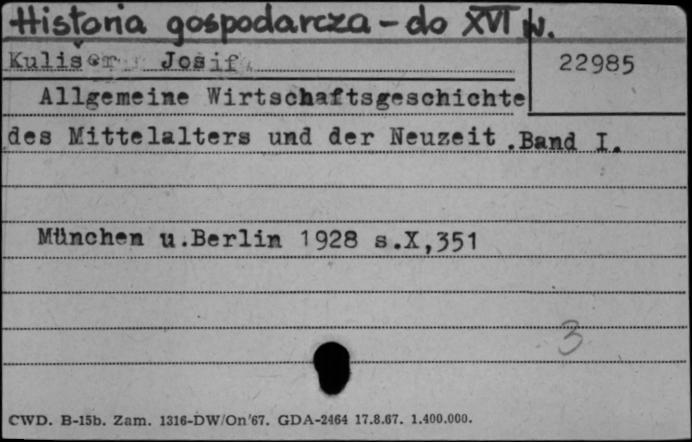 Historia gospodarcza - do XVI w.
Kulišer Josif
22985
Allgemeine Wirtschaftsgeschichte
des Mittelalters und der Neuzeit .Band I.
München u.Berlin 1928 s.X,351
3
CWD. B-15b. Zam. 1316-DW/On'67. GDA-2464 17.8.67. 1.400.000.